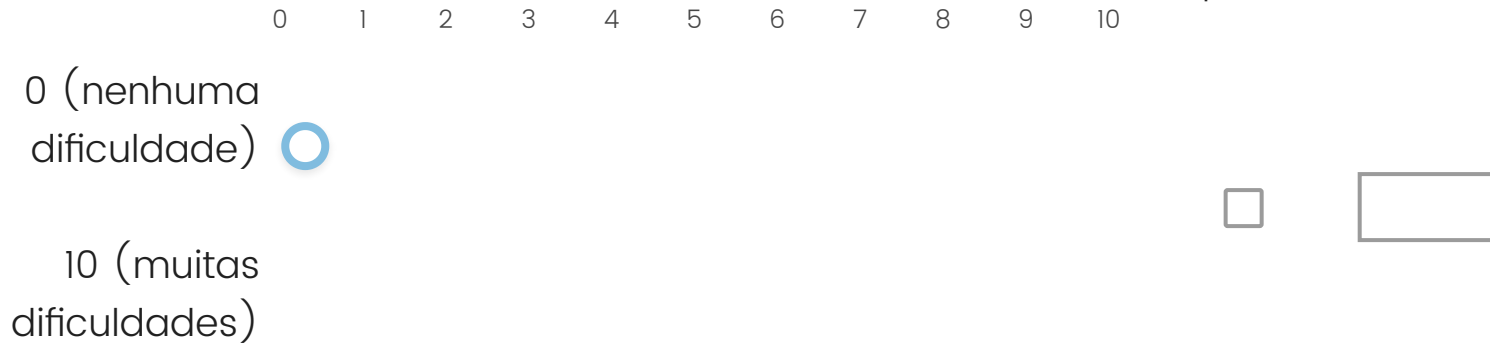 0 1 2 3 4 5 6 7 8 9 10
0 (nenhuma
dificuldade)
10 (muitas
dificuldades)